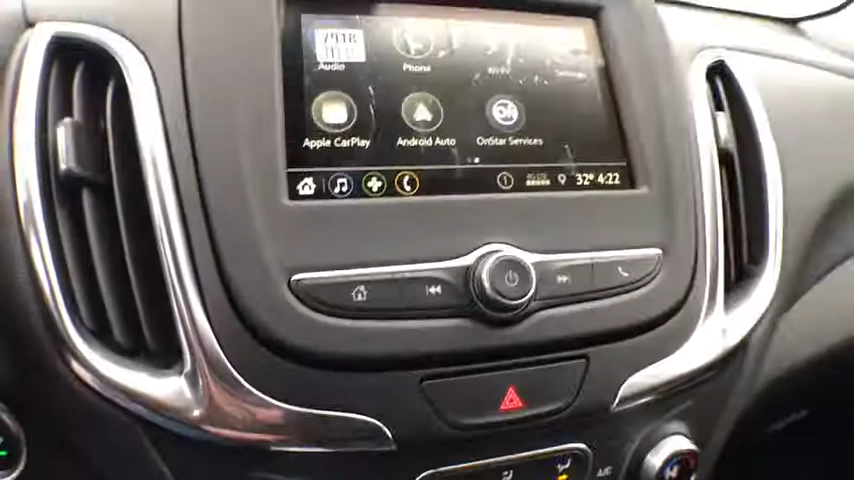 Audio
Phone
Apple CarPlay
Android Auto
OnStar Services
32° 4:22
A/C